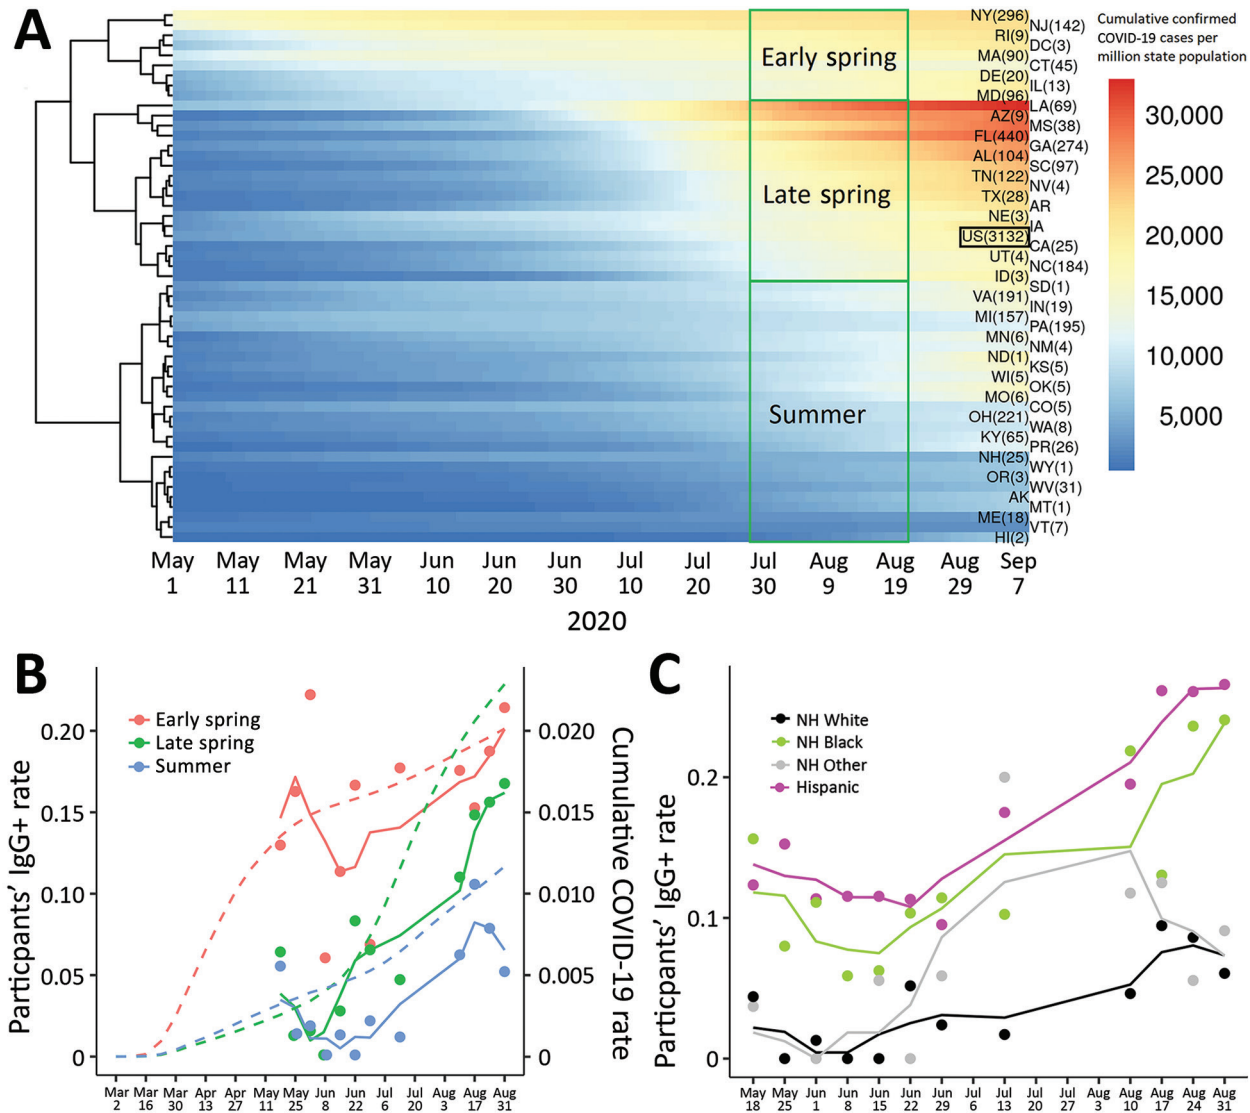 A
Early spring
Late spring
Summer
NY(296)
NJ(142)
RI(9)
DC(3)
MA(90)
CT(45)
DE(20)
IL(13)
MD(96)
LA(69)
AZ(9)
MS(38)
FL(440)
GA(274)
AL(104)
SC(97)
TN(122)
NV(4)
TX(28)
AR
NE(3)
IA
US(3132)
CA(25)
UT(4)
NC(184)
ID(3)
SD(1)
VA(191)
IN(19)
MI(157)
PA(195)
MN(6)
NM(4)
ND(1)
KS(5)
WI(5)
OK(5)
MO(6)
CO(5)
OH(221)
WA(8)
KY(65)
PR(26)
NH(25)
WY(1)
OR(3)
WV(31)
AK
MT(1)
ME(18)
VT(7)
HI(2)
Cumulative confirmed
COVID-19 cases per
million state population
30,000
25,000
20,000
15,000
10,000
5,000
May May May May Jun Jun Jun Jul Jul Jul Aug Aug Aug Sep
1 11 21 31 10 20 30 10 20 30 9 19 29 7
2020
B
Early spring
Late spring
Summer
Particpants' IgG+ rate
0.20
0.15
0.10
0.05
0
Cumulative COVID-19 rate
0.020
0.015
0.010
0.005
0
Mar Mar Mar Apr Apr May May Jun Jun Jul Jul Aug Aug Aug
2 16 30 13 27 11 25 8 22 6 20 3 17 31
C
NH White
NH Black
NH Other
Hispanic
Particpants' IgG+ rate
0.2
0.1
0
May May Jun Jun Jun Jun Jun Jul Jul Jul Jul Aug Aug Aug Aug Aug
18 25 1 8 15 22 29 6 13 20 27 3 10 17 24 31